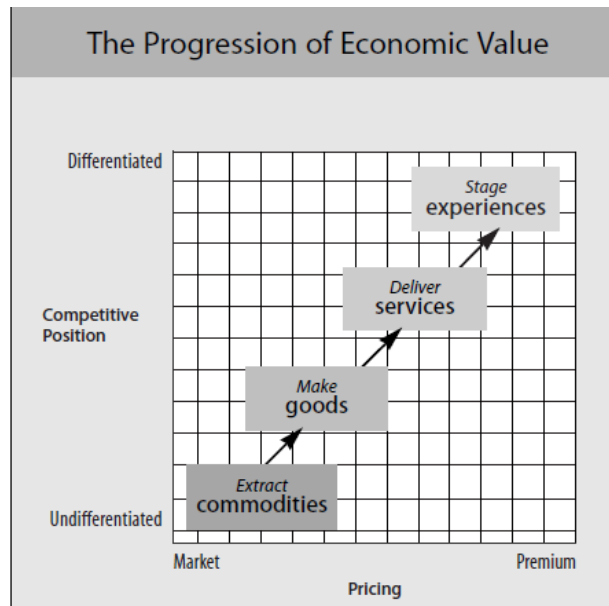 The Progression of Economic Value
Differentiated
Stage
experiences
Deliver
services
Competitive
Position
Make
goods
Extract
commodities
Undifferentiated
Market
Premium
Pricing